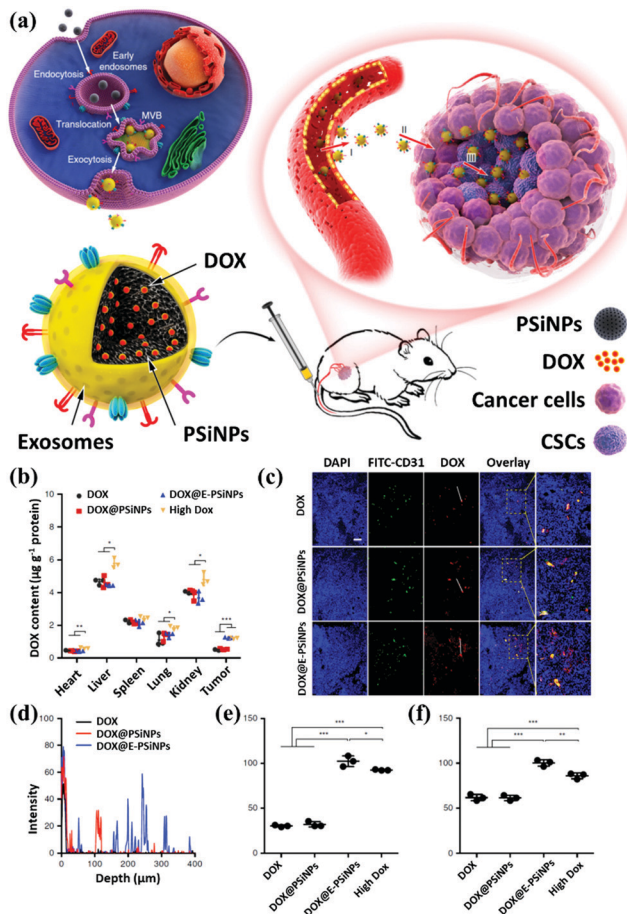 (a)
Early
endosomes
Endocytosis
Translocation
MVB
Exocytosis
I
II
III
DOX
Exosomes
PSiNPs
PSiNPs
DOX
Cancer cells
CSCs
(b)
DOX
DOX@PSiNPs
DOX@E-PSiNPs
High Dox
DOX content (µg g⁻¹ protein)
10
8
6
4
2
0
**
*
*
*
***
Heart
Liver
Spleen
Lung
Kidney
Tumor
(c)
DAPI
FITC-CD31
DOX
Overlay
DOX
DOX@PSiNPs
DOX@E-PSiNPs
(d)
DOX
DOX@PSiNPs
DOX@E-PSiNPs
Intensity
100
80
60
40
20
0
0
100
200
300
400
Depth (µm)
(e)
150
100
50
0
***
***
*
DOX
DOX@PSiNPs
DOX@E-PSiNPs
High Dox
(f)
150
100
50
0
***
***
**
DOX
DOX@PSiNPs
DOX@E-PSiNPs
High Dox